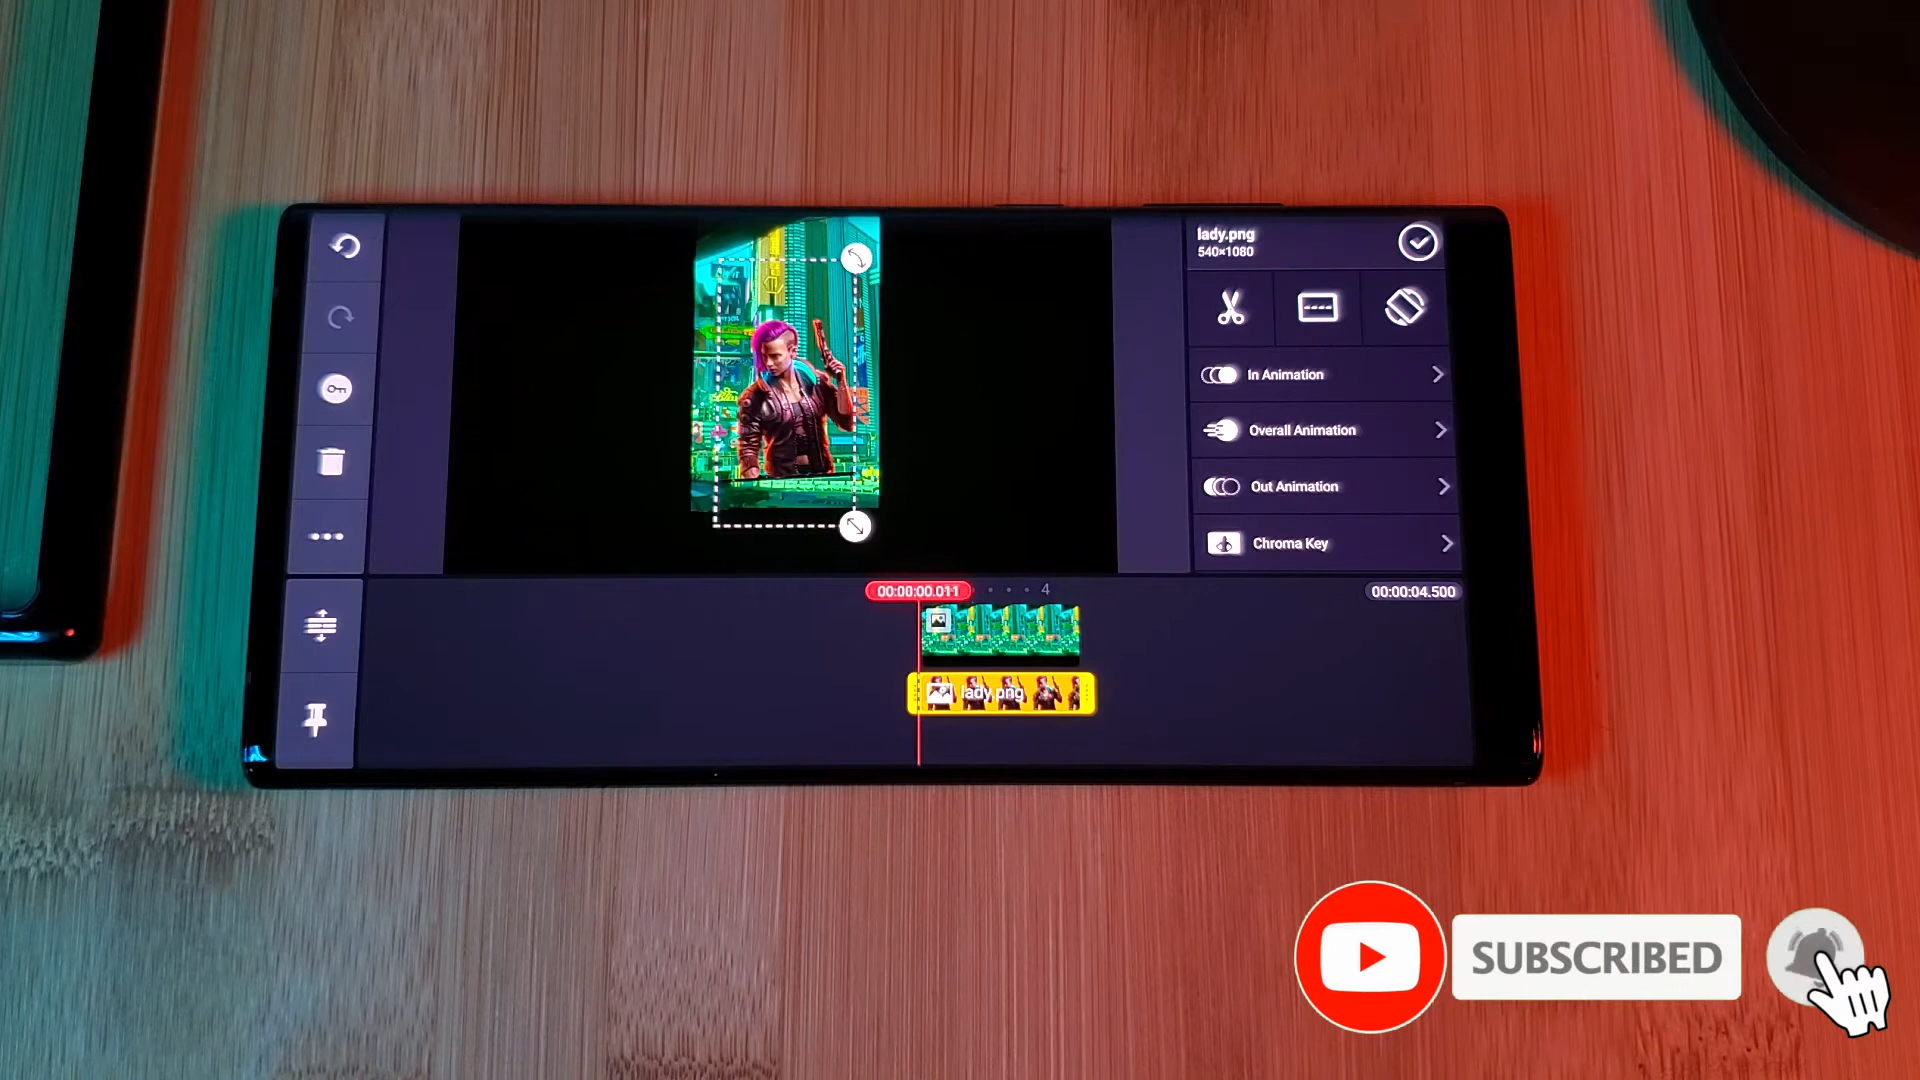 lady.png
540×1080
In Animation
Overall Animation
Out Animation
Chroma Key
00:00:00.011
4
00:00:04.500
lady.png
SUBSCRIBED